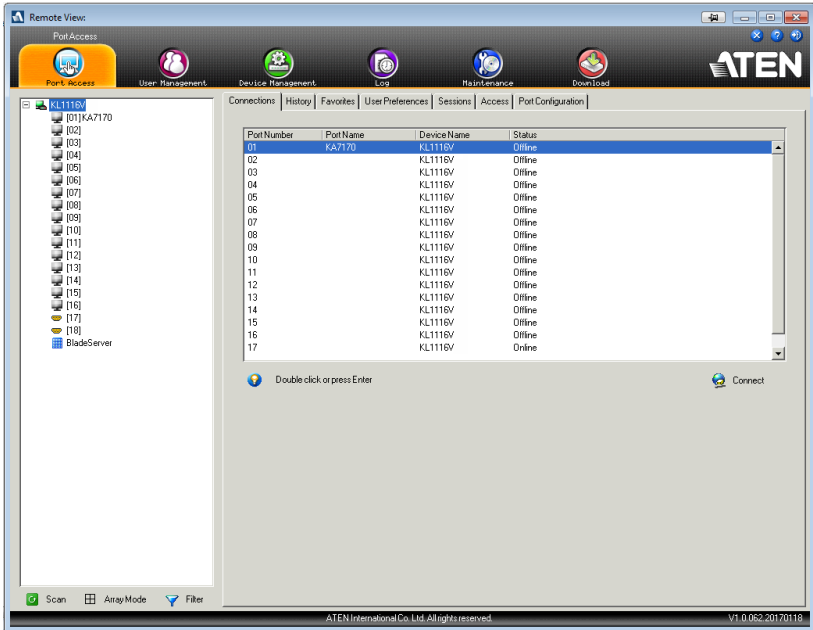 Remote View:
Port Access
Port Access User Management Device Management Log Maintenance Download
ATEN
KL1116V
[01]KA7170
[02]
[03]
[04]
[05]
[06]
[07]
[08]
[09]
[10]
[11]
[12]
[13]
[14]
[15]
[16]
[17]
[18]
BladeServer
Connections History Favorites User Preferences Sessions Access Port Configuration
Port Number Port Name Device Name Status
01 KA7170 KL1116V Offline
02 KL1116V Offline
03 KL1116V Offline
04 KL1116V Offline
05 KL1116V Offline
06 KL1116V Offline
07 KL1116V Offline
08 KL1116V Offline
09 KL1116V Offline
10 KL1116V Offline
11 KL1116V Offline
12 KL1116V Offline
13 KL1116V Offline
14 KL1116V Offline
15 KL1116V Offline
16 KL1116V Offline
17 KL1116V Online
Double click or press Enter Connect
Scan Array Mode Filter
ATEN International Co. Ltd. All rights reserved. V1.0.062.20170118